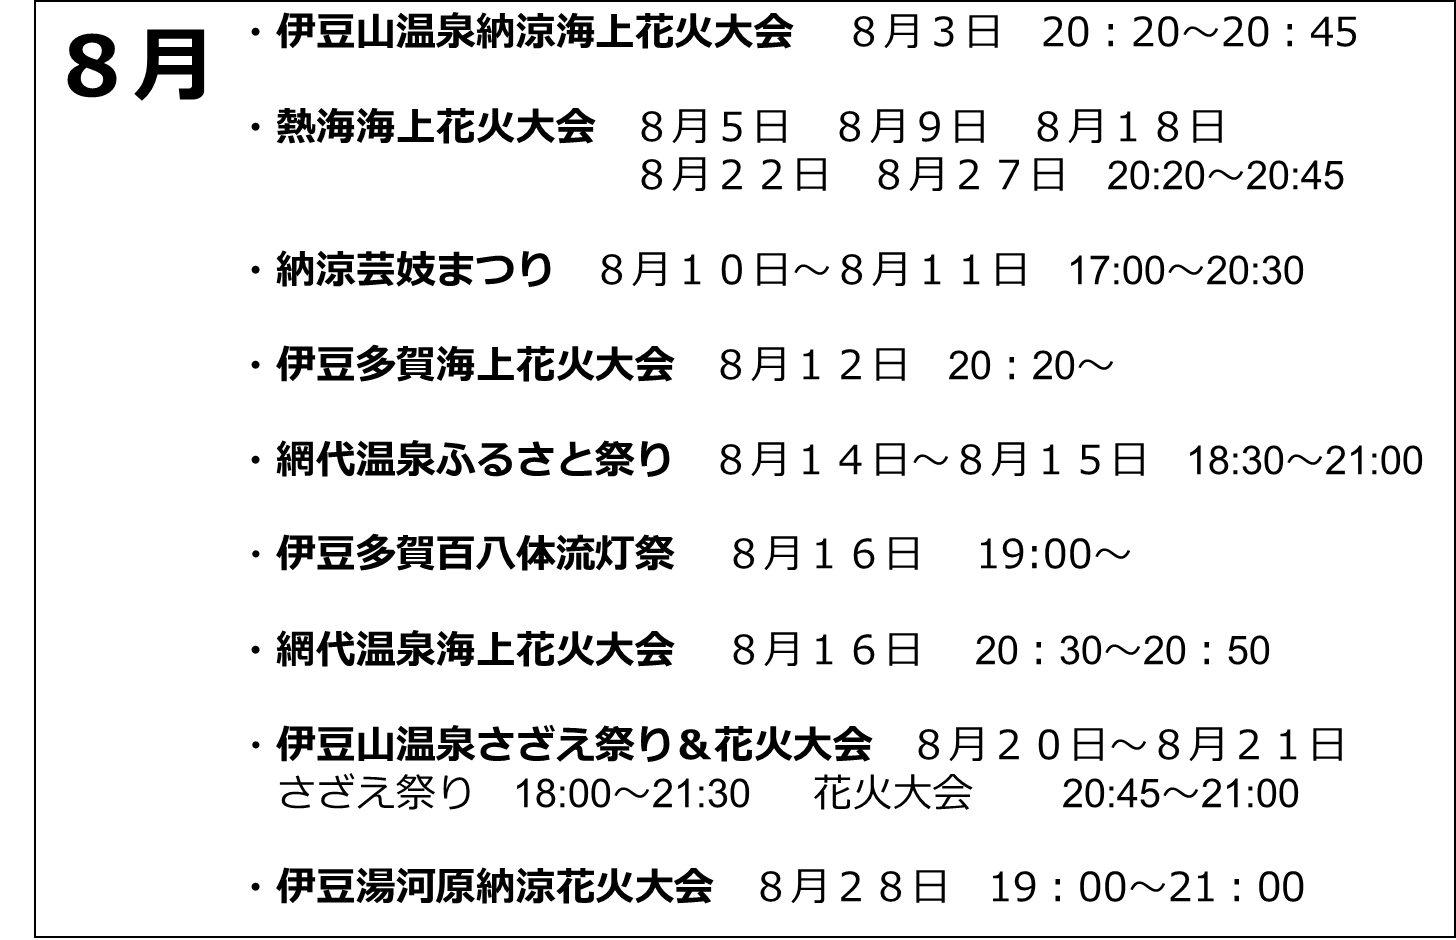 ８月
・伊豆山温泉納涼海上花火大会　８月３日　20：20～20：45
・熱海海上花火大会　８月５日　８月９日　８月１８日
８月２２日　８月２７日　20:20～20:45
・納涼芸妓まつり　８月１０日～８月１１日　17:00～20:30
・伊豆多賀海上花火大会　８月１２日　20：20～
・網代温泉ふるさと祭り　８月１４日～８月１５日　18:30～21:00
・伊豆多賀百八体流灯祭　８月１６日　19:00～
・網代温泉海上花火大会　８月１６日　20：30～20：50
・伊豆山温泉さざえ祭り＆花火大会　８月２０日～８月２１日
さざえ祭り　18:00～21:30　花火大会　20:45～21:00
・伊豆湯河原納涼花火大会　８月２８日　19：00～21：00